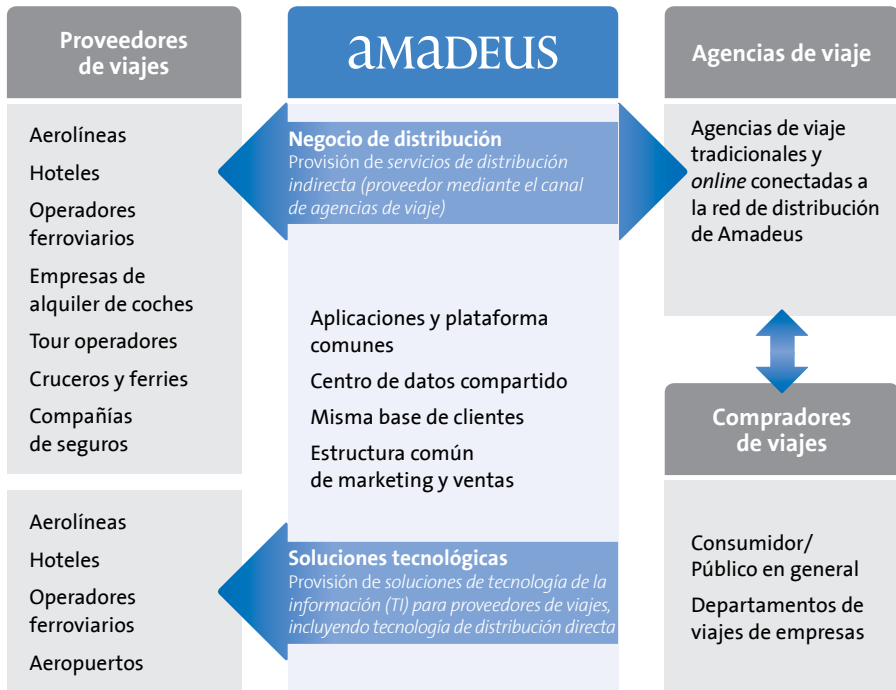 Proveedores
de viajes
Aerolíneas
Hoteles
Operadores
ferroviarios
Empresas de
alquiler de coches
Tour operadores
Cruceros y ferries
Compañías
de seguros
Aerolíneas
Hoteles
Operadores
ferroviarios
Aeropuertos
aMaDEUS
Negocio de distribución
Provisión de servicios de distribución
indirecta (proveedor mediante el canal
de agencias de viaje)
Aplicaciones y plataforma
comunes
Centro de datos compartido
Misma base de clientes
Estructura común
de marketing y ventas
Soluciones tecnológicas
Provisión de soluciones de tecnología de la
información (TI) para proveedores de viajes,
incluyendo tecnología de distribución directa
Agencias de viaje
Agencias de viaje
tradicionales y
online conectadas a
la red de distribución
de Amadeus
Compradores
de viajes
Consumidor/
Público en general
Departamentos de
viajes de empresas